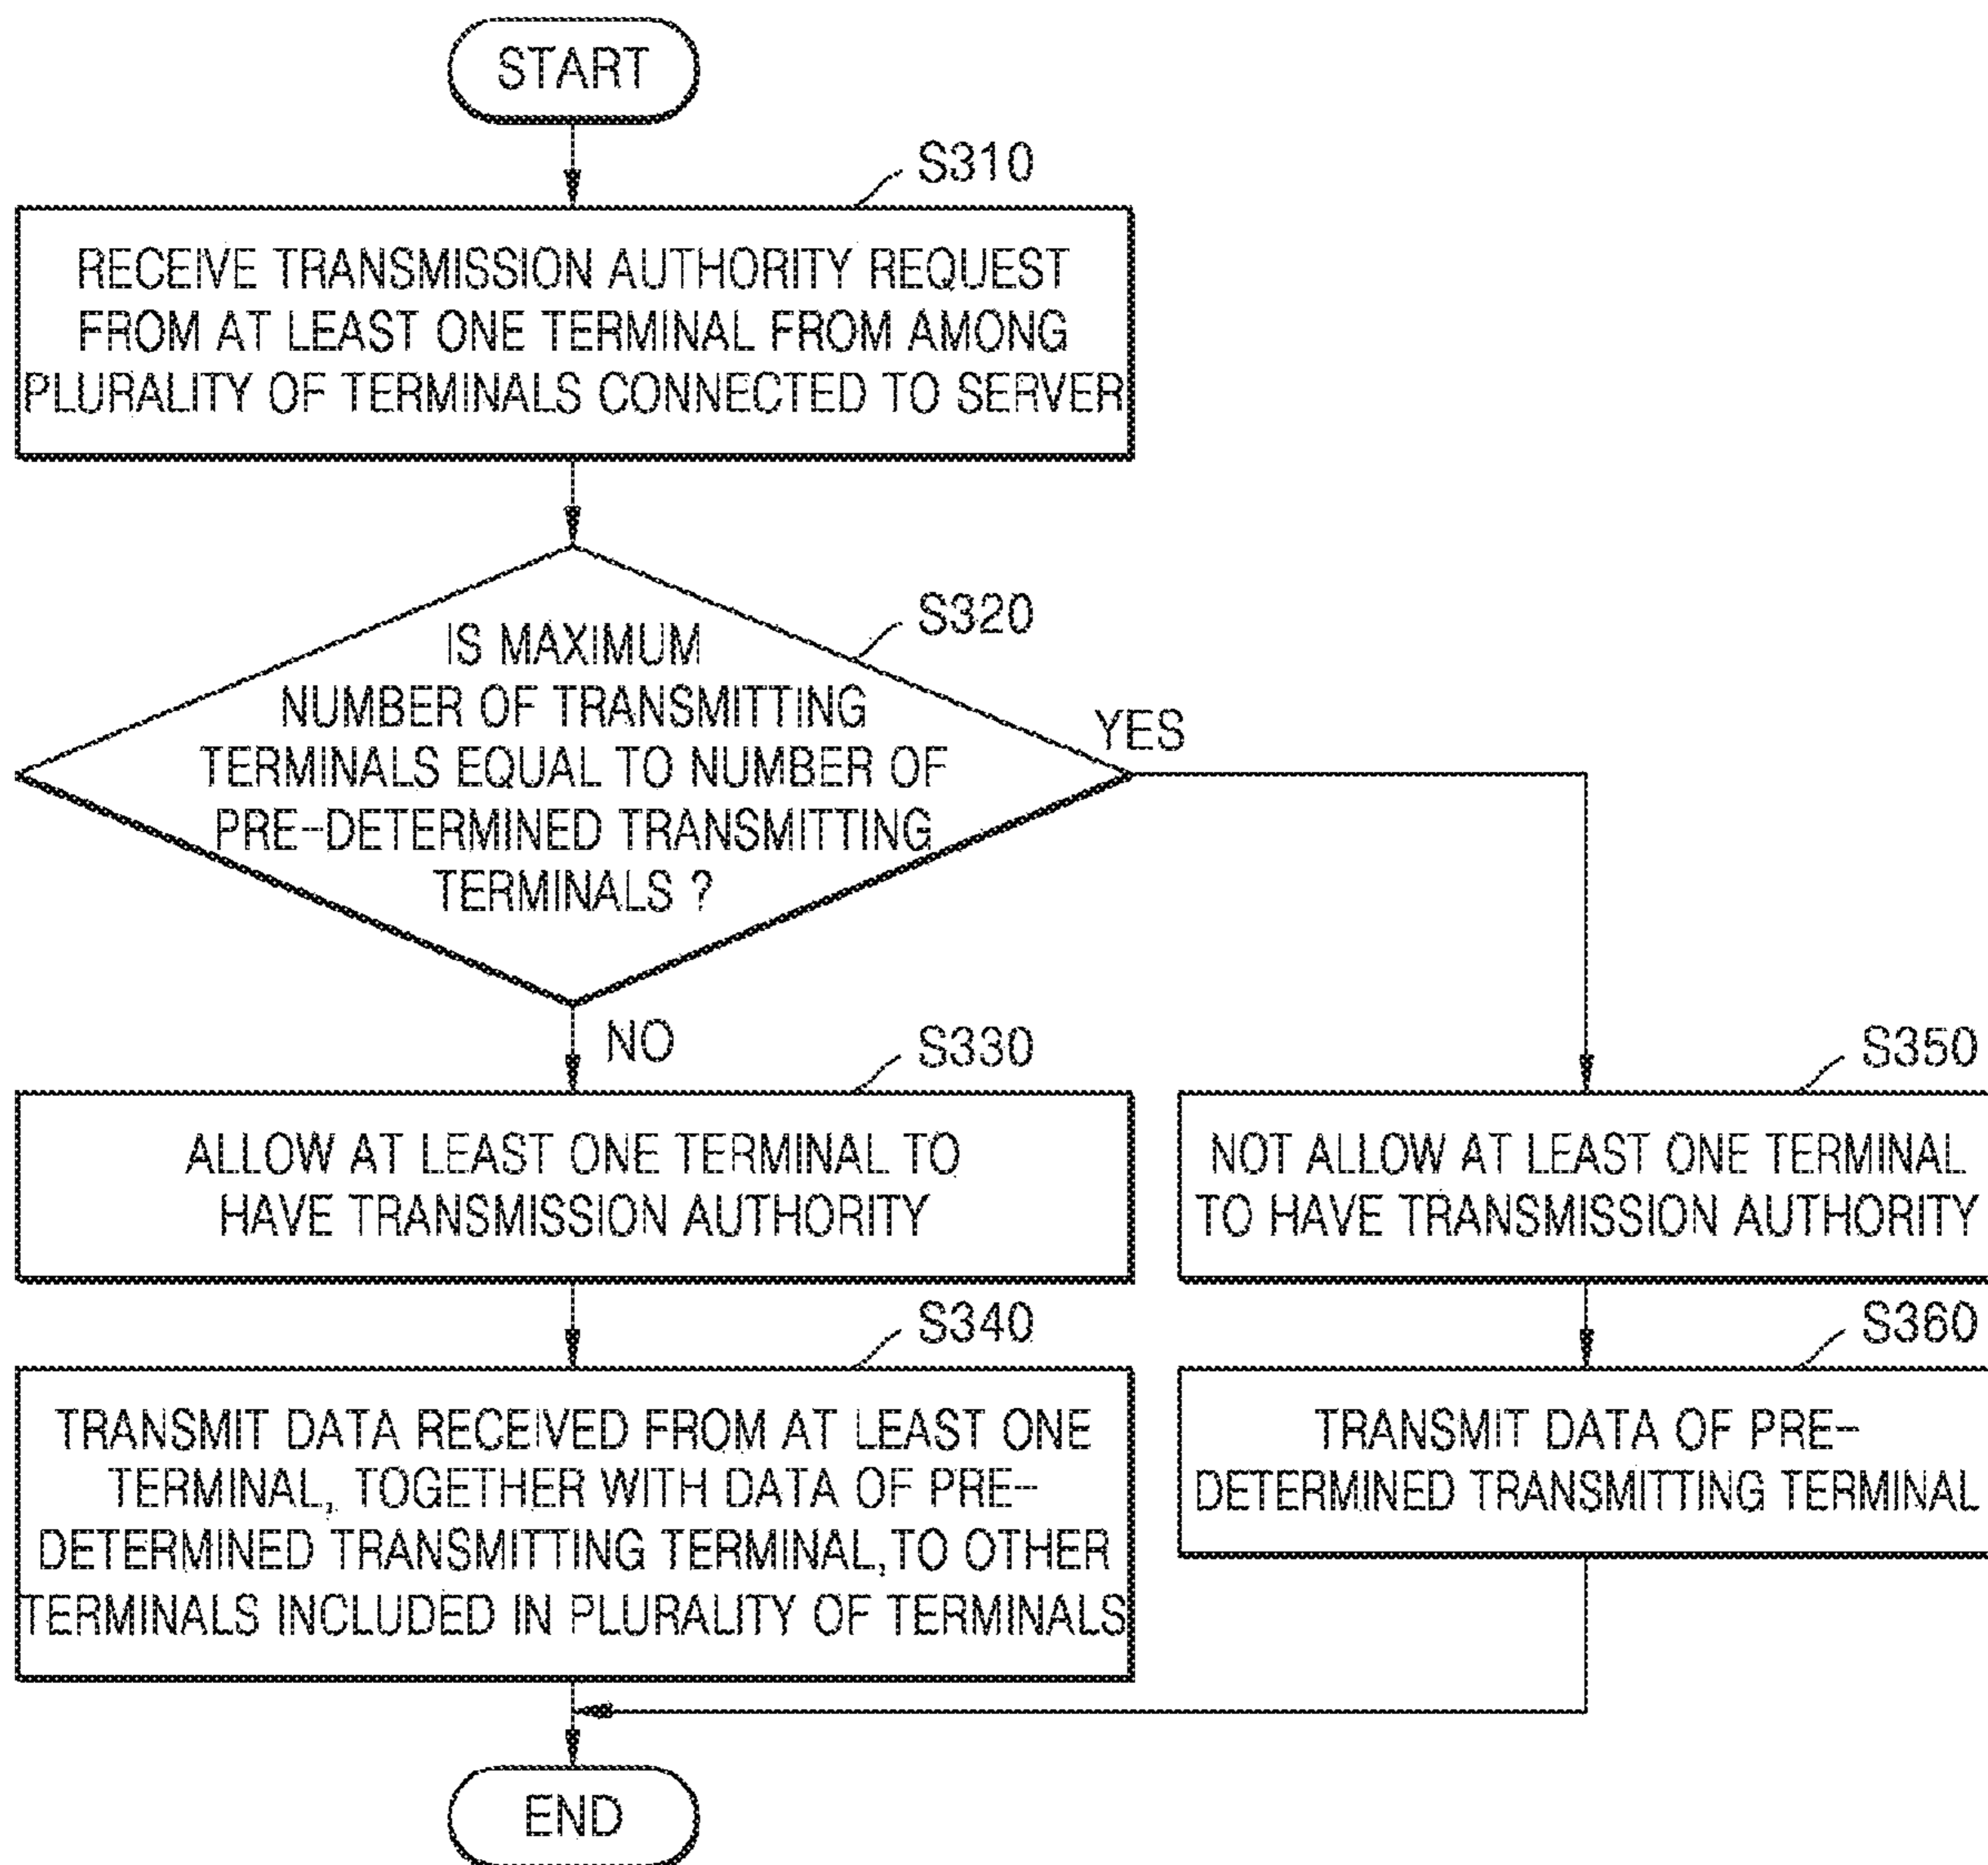 START
S310
RECEIVE TRANSMISSION AUTHORITY REQUEST
FROM AT LEAST ONE TERMINAL FROM AMONG
PLURALITY OF TERMINALS CONNECTED TO SERVER
S320
IS MAXIMUM
NUMBER OF TRANSMITTING
TERMINALS EQUAL TO NUMBER OF
PRE-DETERMINED TRANSMITTING
TERMINALS ?
YES
NO
S330
ALLOW AT LEAST ONE TERMINAL TO
HAVE TRANSMISSION AUTHORITY
S350
NOT ALLOW AT LEAST ONE TERMINAL
TO HAVE TRANSMISSION AUTHORITY
S340
TRANSMIT DATA RECEIVED FROM AT LEAST ONE
TERMINAL, TOGETHER WITH DATA OF PRE-
DETERMINED TRANSMITTING TERMINAL, TO OTHER
TERMINALS INCLUDED IN PLURALITY OF TERMINALS
S360
TRANSMIT DATA OF PRE-
DETERMINED TRANSMITTING TERMINAL
END